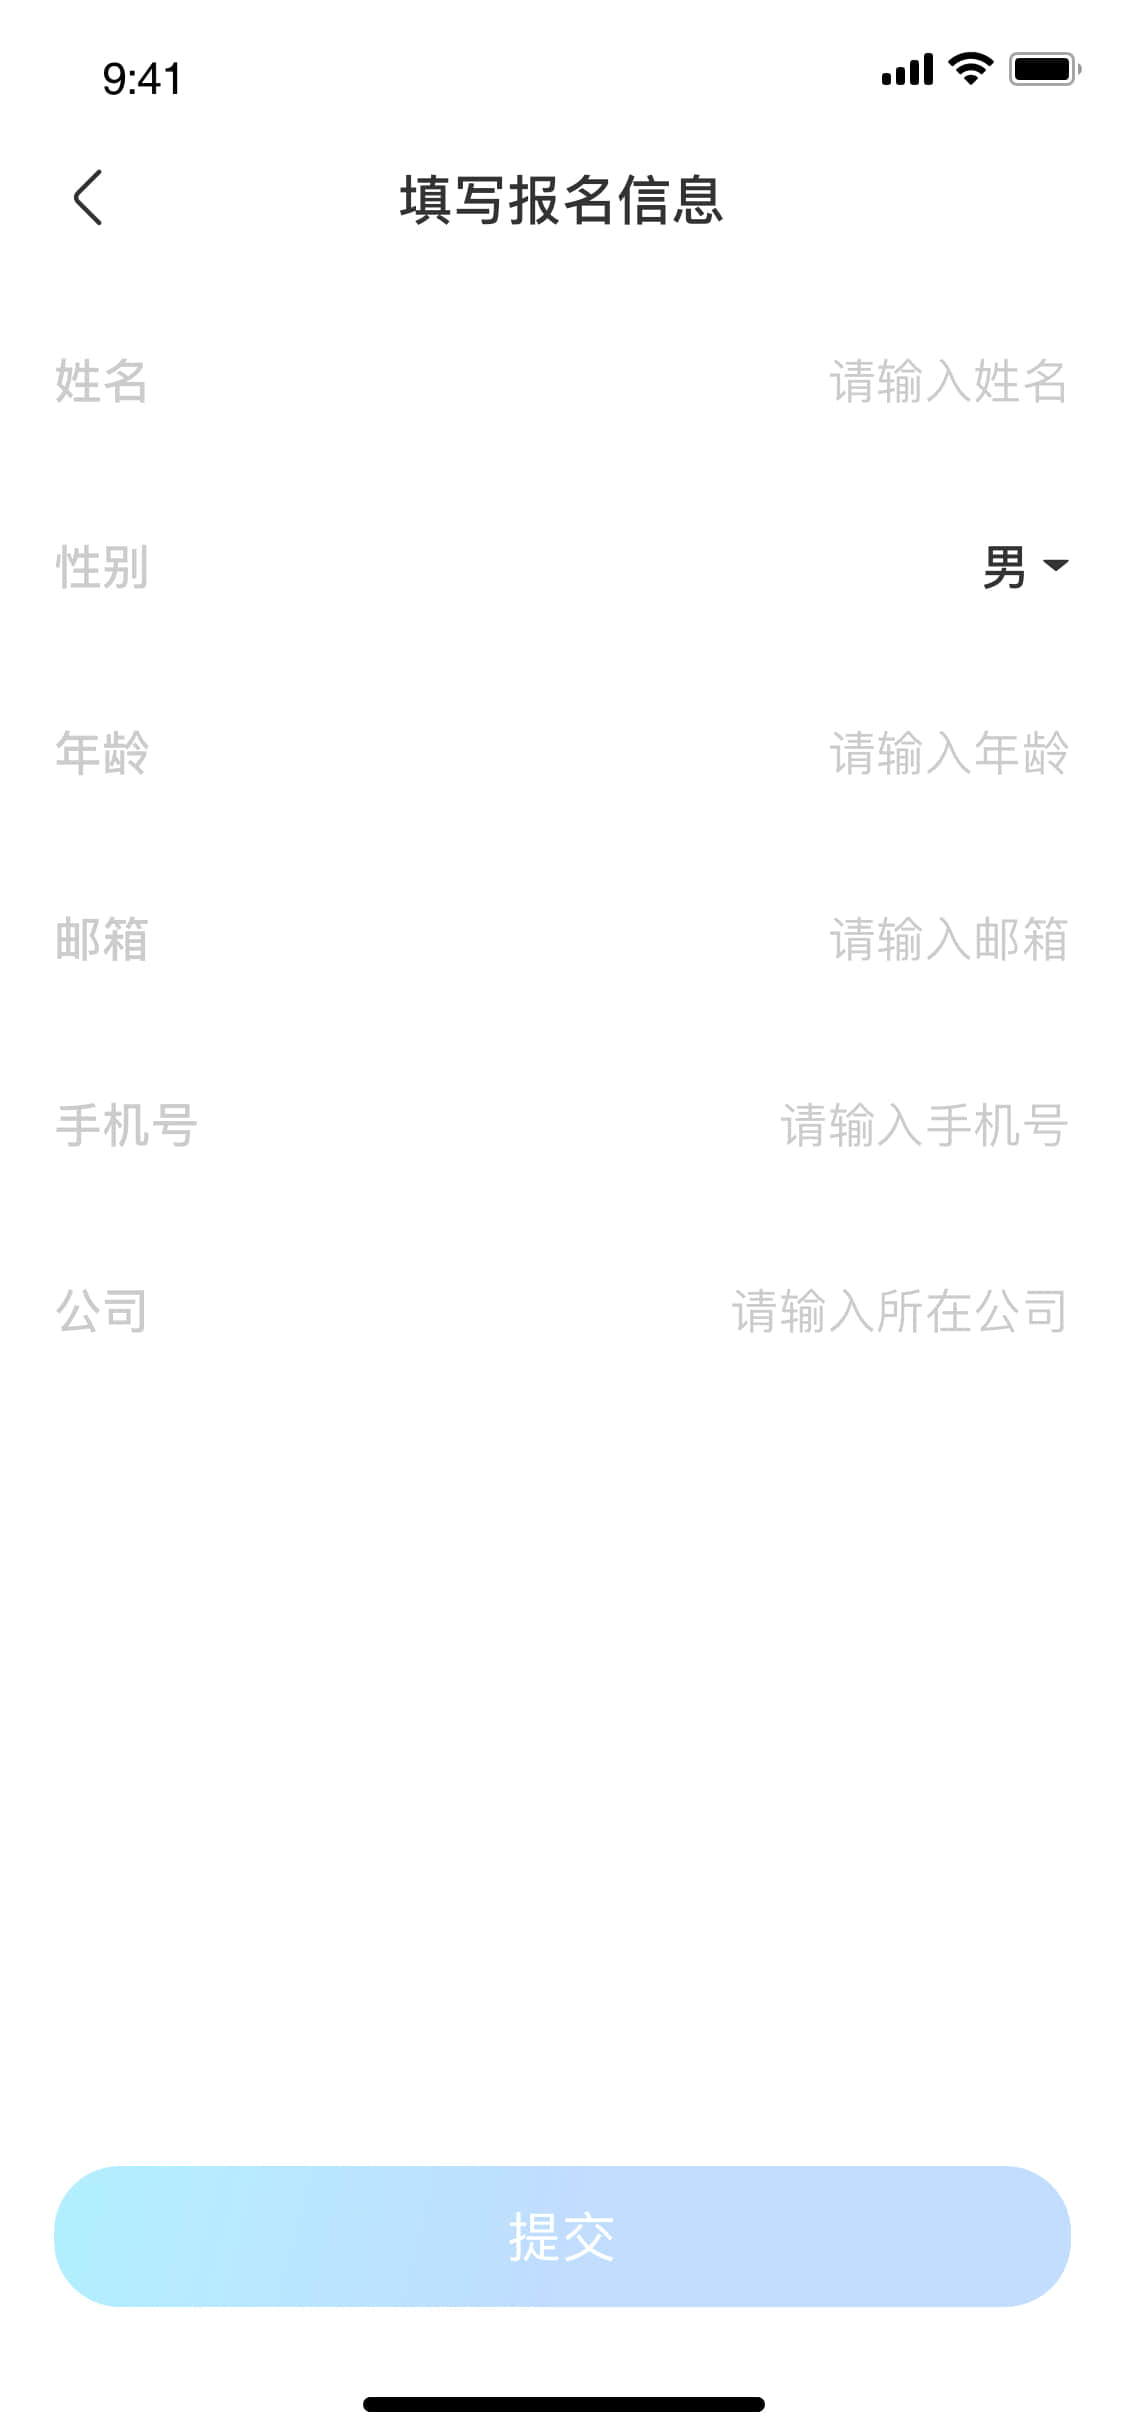 9:41
填写报名信息
姓名 请输入姓名
性别 男
年龄 请输入年龄
邮箱 请输入邮箱
手机号 请输入手机号
公司 请输入所在公司
提交